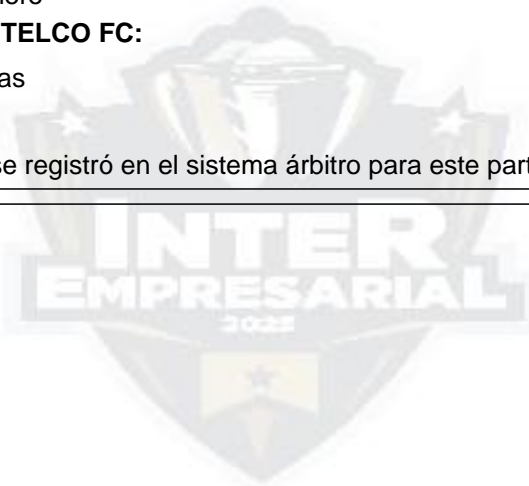 TELCO FC:
as
se registró en el sistema árbitro para este part
INTER
EMPRESARIAL